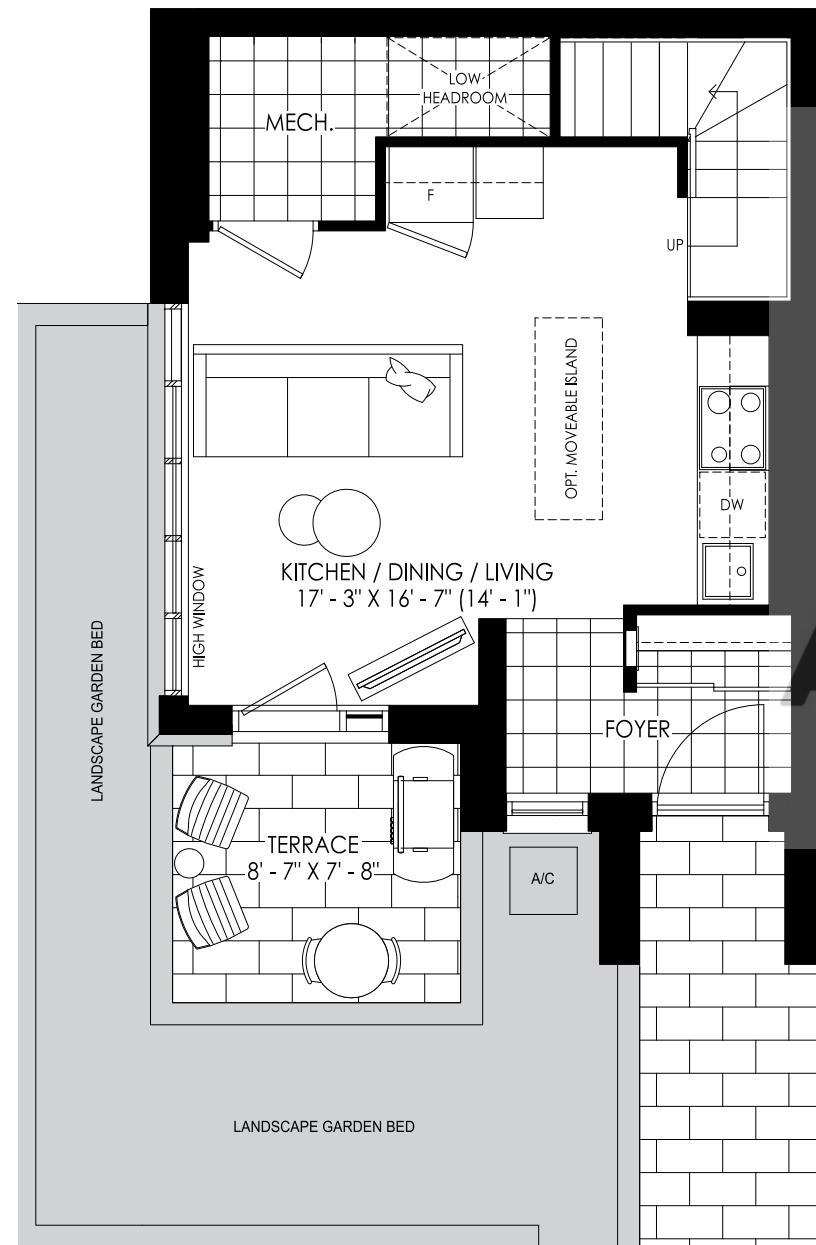 LOW
HEADROOM
MECH.
F
UP
OPT. MOVEABLE ISLAND
DW
KITCHEN / DINING / LIVING
17' - 3" X 16' - 7" (14' - 1")
HIGH WINDOW
LANDSCAPE GARDEN BED
FOYER
TERRACE
8' - 7" X 7' - 8"
A/C
LANDSCAPE GARDEN BED